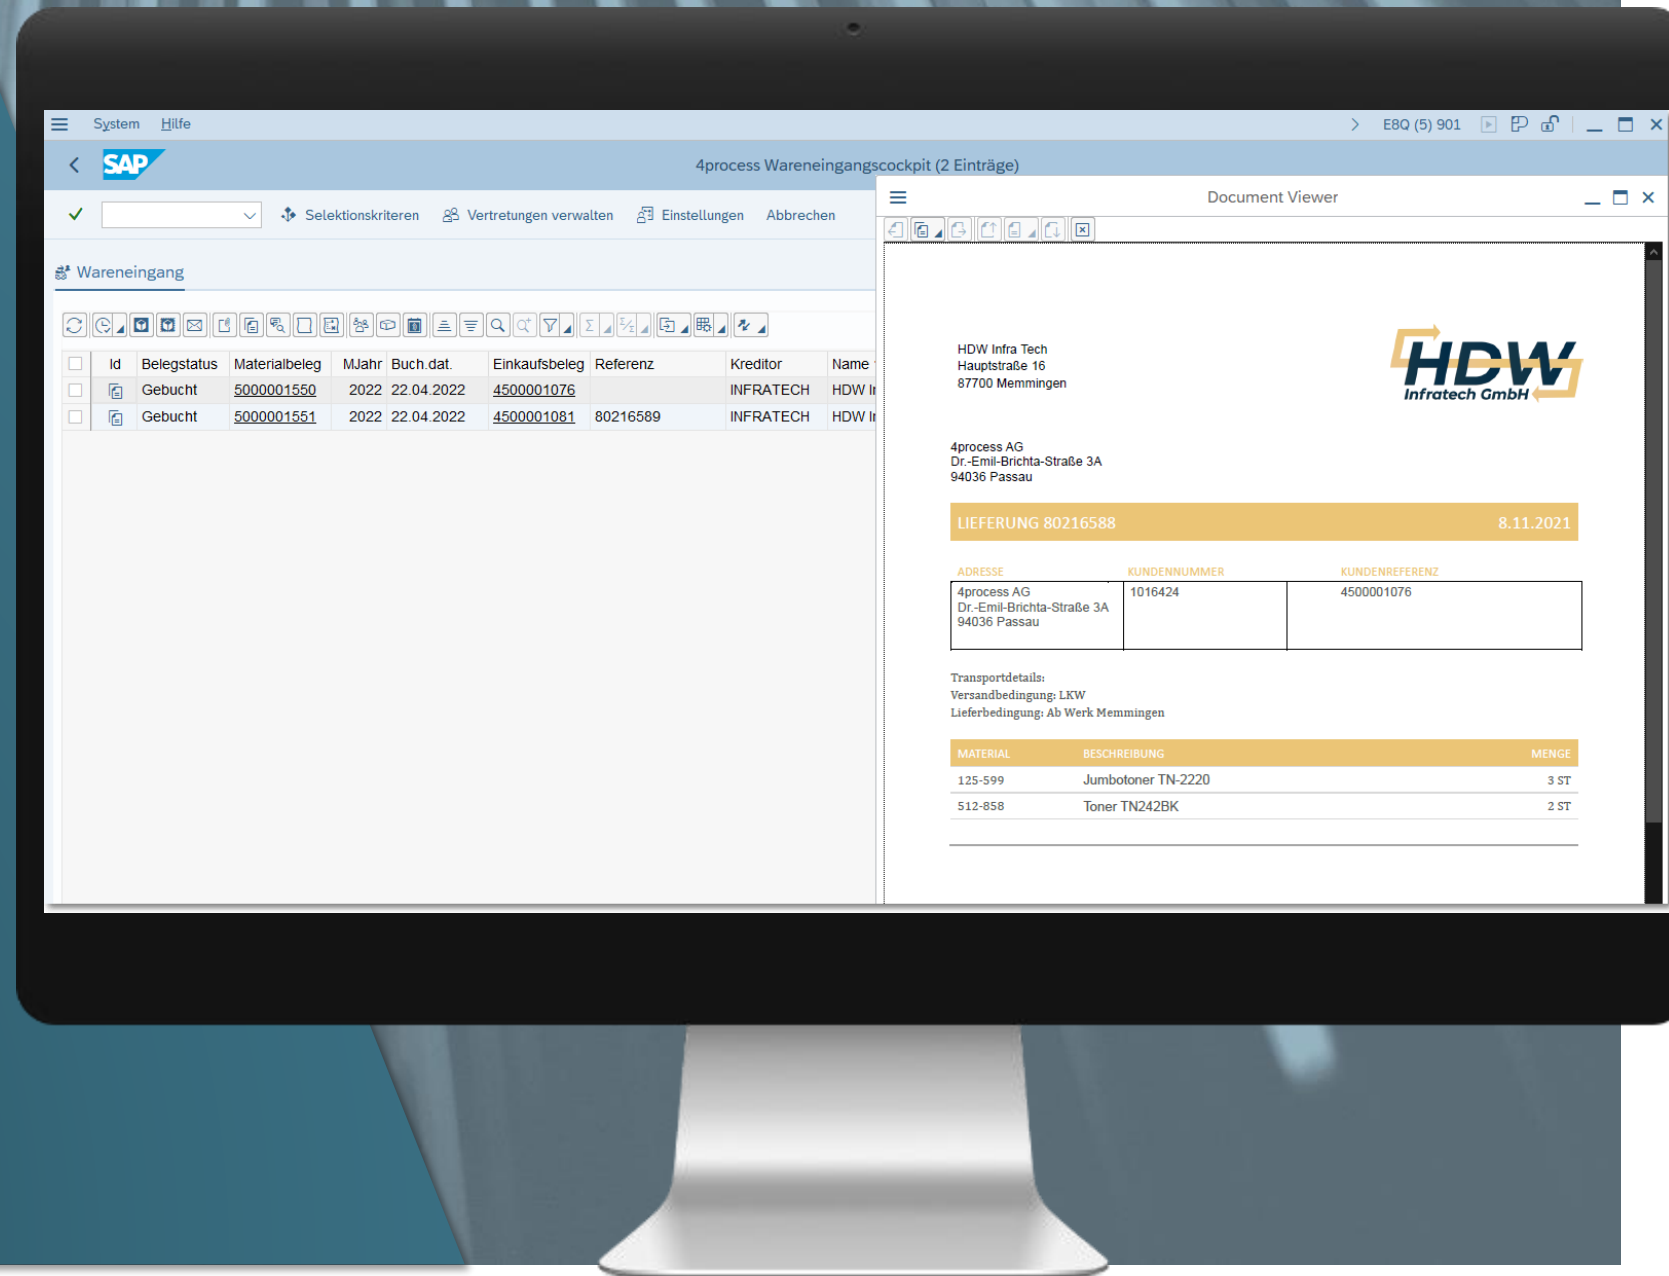 System Hilfe
E8Q (5) 901
SAP
4process Wareneingangscockpit (2 Einträge)
Selektionskriteren Vertretungen verwalten Einstellungen Abbrechen
Wareneingang
Id Belegstatus Materialbeleg MJahr Buch.dat. Einkaufsbeleg Referenz Kreditor Name
Gebucht 5000001550 2022 22.04.2022 4500001076 INFRATECH HDW
Gebucht 5000001551 2022 22.04.2022 4500001081 80216589 INFRATECH HDW
Document Viewer
HDW Infra Tech
Hauptstraße 16
87700 Memmingen
HDW
Infratech GmbH
4process AG
Dr.-Emil-Brichta-Straße 3A
94036 Passau
LIEFERUNG 80216588 8.11.2021
ADRESSE KUNDENNUMMER KUNDENREFERENZ
4process AG 1016424 4500001076
Dr.-Emil-Brichta-Straße 3A
94036 Passau
Transportdetails:
Versandbedingung: LKW
Lieferbedingung: Ab Werk Memmingen
MATERIAL BESCHREIBUNG MENGE
125-599 Jumbotoner TN-2220 3 ST
512-858 Toner TN242BK 2 ST